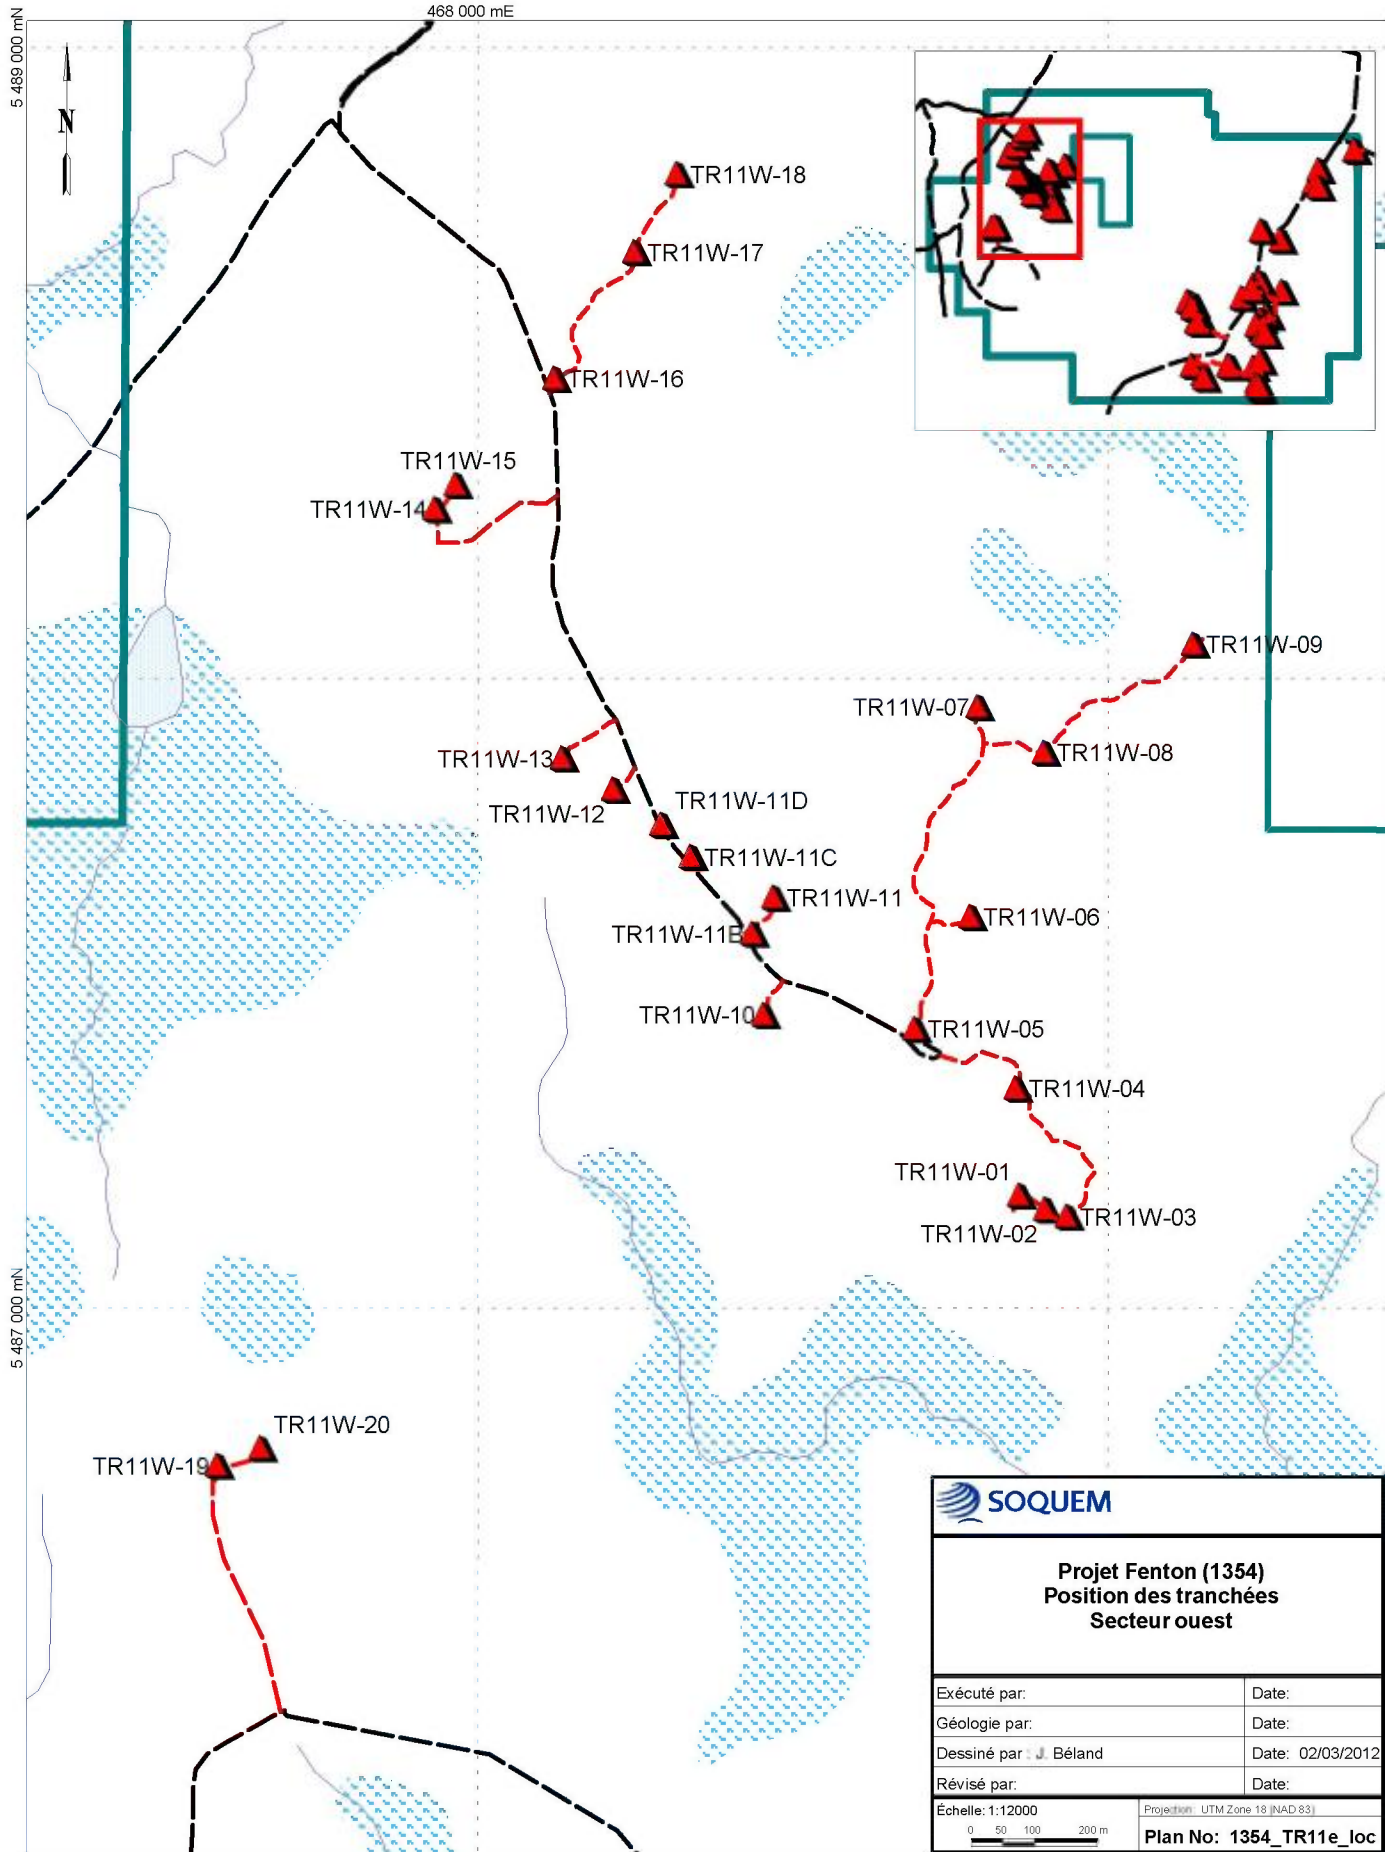 468 000 mE
5 489 000 mN
N
TR11W-18
TR11W-17
TR11W-16
TR11W-15
TR11W-14
TR11W-09
TR11W-07
TR11W-08
TR11W-13
TR11W-12
TR11W-11D
TR11W-11C
TR11W-11
TR11W-06
TR11W-11B
TR11W-10
TR11W-05
TR11W-04
TR11W-01
TR11W-03
TR11W-02
5 487 000 mN
TR11W-20
TR11W-19
SOQUEM
Projet Fenton (1354)
Position des tranchées
Secteur ouest
Exécuté par: Date:
Géologie par: Date:
Dessiné par : J. Béland Date: 02/03/2012
Révisé par: Date:
Échelle: 1:12000
0 50 100 200 m
Projection: UTM Zone 18 (NAD 83)
Plan No: 1354_TR11e_loc